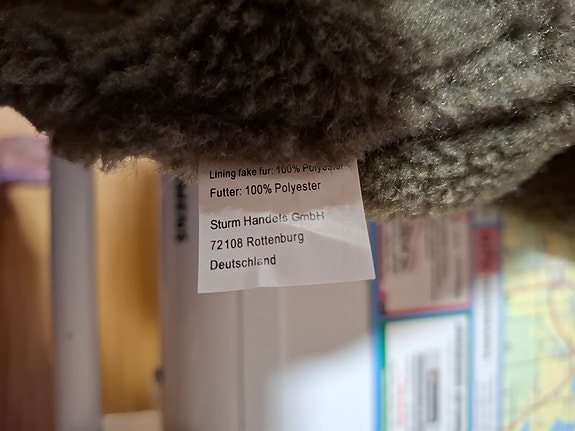 Lining fake fur: 100% Polyester
Futter: 100% Polyester
Sturm Handels GmbH
72108 Rottenburg
Deutschland